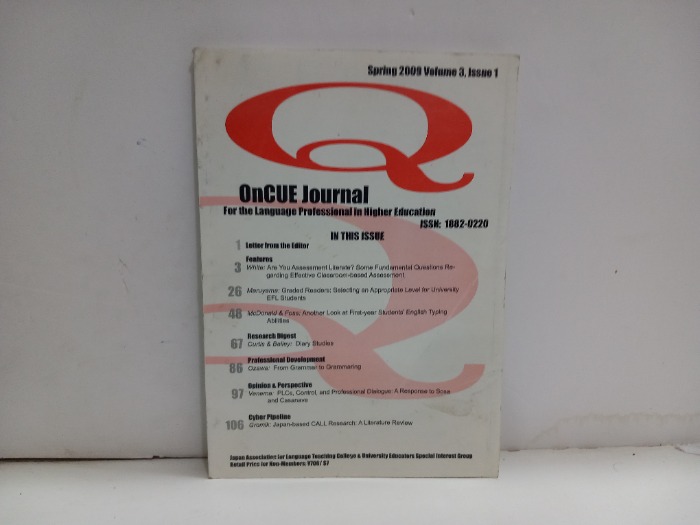 Spring 2009 Volume 3, Issue 1
Q
OnCUE Journal
For the Language Professional in Higher Education
ISSN: 1882-0220
IN THIS ISSUE
1 Letter from the Editor
Features
3 White: Are You Assessment Literate? Some Fundamental Questions Re-
garding Effective Classroom-based Assessment
26 Maruyama: Graded Readers: Selecting an Appropriate Level for University
EFL Students
48 McDonald & Foss: Another Look at First-year Students' English Typing
Abilities
Research Digest
67 Curtis & Bailey: Diary Studies
Professional Development
86 Ozawa: From Grammar to Grammaring
Opinion & Perspective
97 Venema: PLCs, Control, and Professional Dialogue: A Response to
and Casanave
Cyber Pipeline
106 Gromik: Japan-based CALL Research: A Literature Review
Japan Association for Language Teaching College & University Educators Special Interest Group
Retail Price for Non-Members: ¥700/ $7